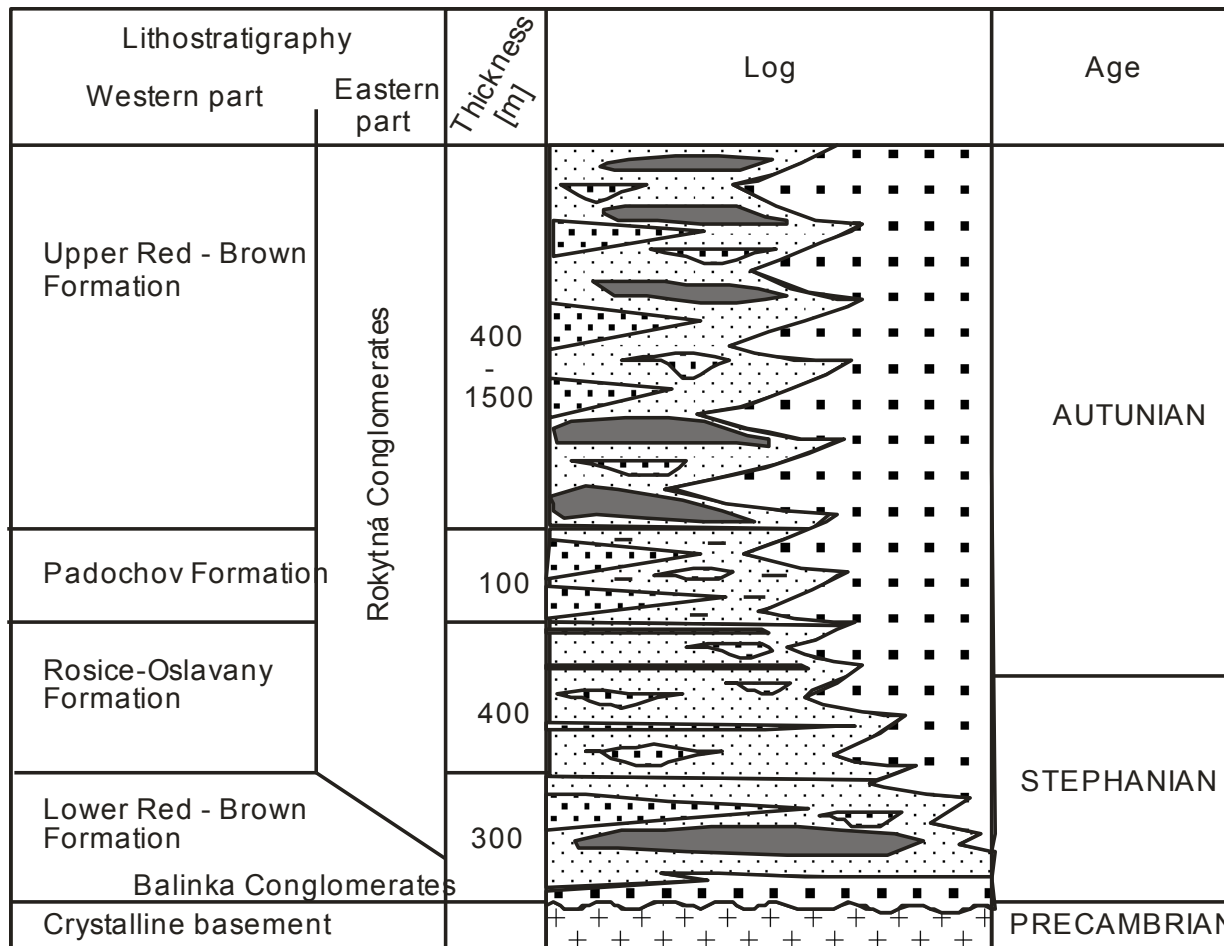 Lithostratigraphy
Western part
Eastern
part
Thickness
[m]
Log
Age
Upper Red - Brown
Formation
Rokytná Conglomerates
400
-
1500
AUTUNIAN
Padochov Formation
100
Rosice-Oslavany
Formation
400
STEPHANIAN
Lower Red - Brown
Formation
300
Balinka Conglomerates
Crystalline basement
PRECAMBRIAN